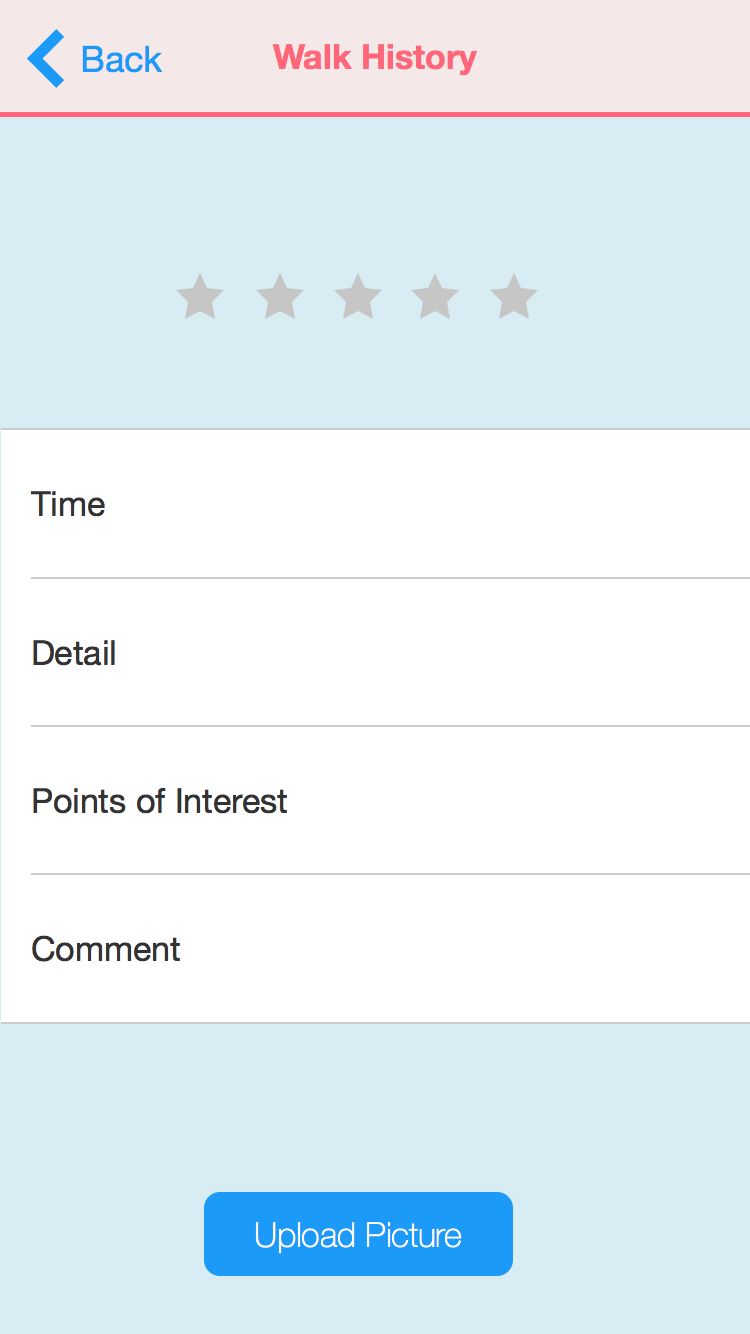 Back
Walk History
Time
Detail
Points of Interest
Comment
Upload Picture